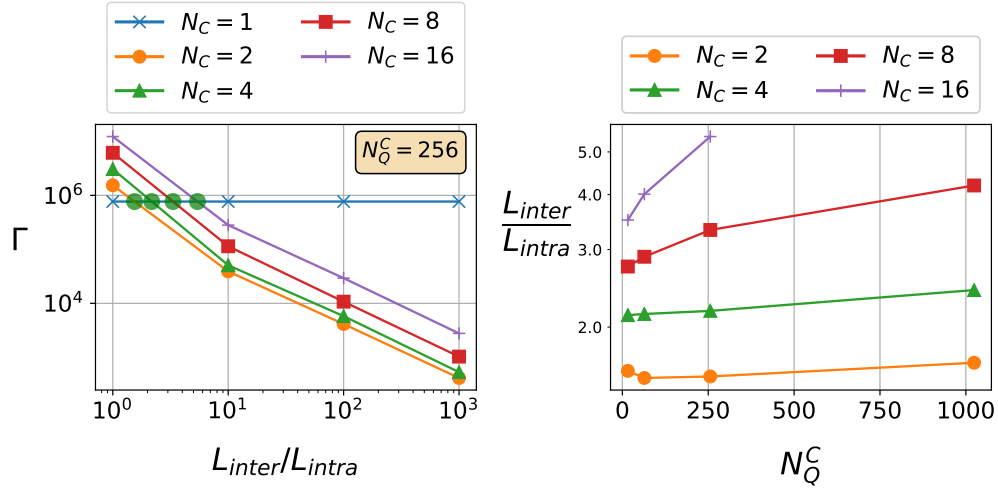 N_C = 1
N_C = 2
N_C = 4
N_C = 8
N_C = 16
N_Q^C = 256
Γ
10^6
10^4
10^0 10^1 10^2 10^3
L_inter/L_intra
N_C = 2
N_C = 4
N_C = 8
N_C = 16
L_inter
L_intra
5.0
4.0
3.0
2.0
0 250 500 750 1000
N_Q^C